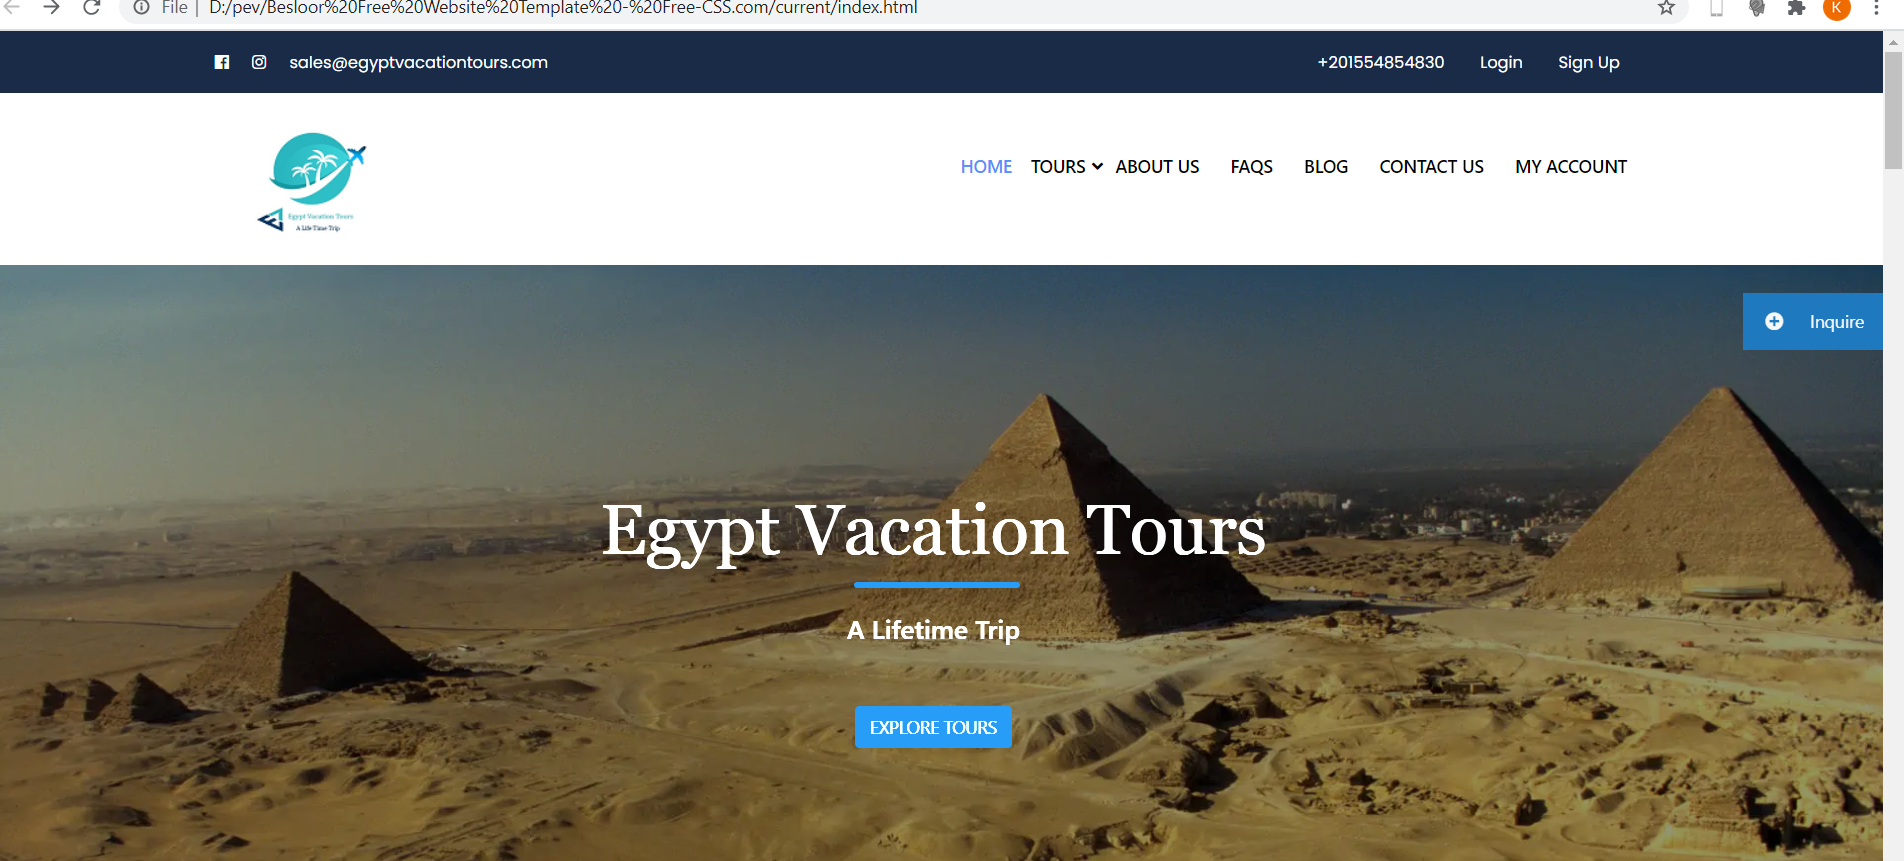 File | D:/pev/Besloor%20Free%20Website%20Template%20-%20Free-CSS.com/current/index.html
K
sales@egyptvacationtours.com +201554854830 Login Sign Up
HOME TOURS ABOUT US FAQS BLOG CONTACT US MY ACCOUNT
Egypt Vacation Tours
A Life Time Trip
Inquire
Egypt Vacation Tours
A Lifetime Trip
EXPLORE TOURS